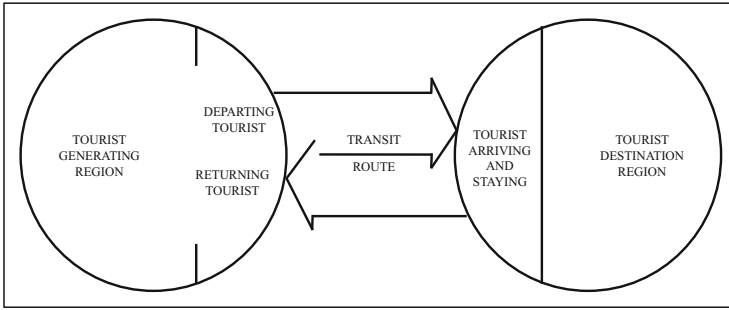 TOURIST
GENERATING
REGION
DEPARTING
TOURIST
RETURNING
TOURIST
TRANSIT
ROUTE
TOURIST
ARRIVING
AND
STAYING
TOURIST
DESTINATION
REGION